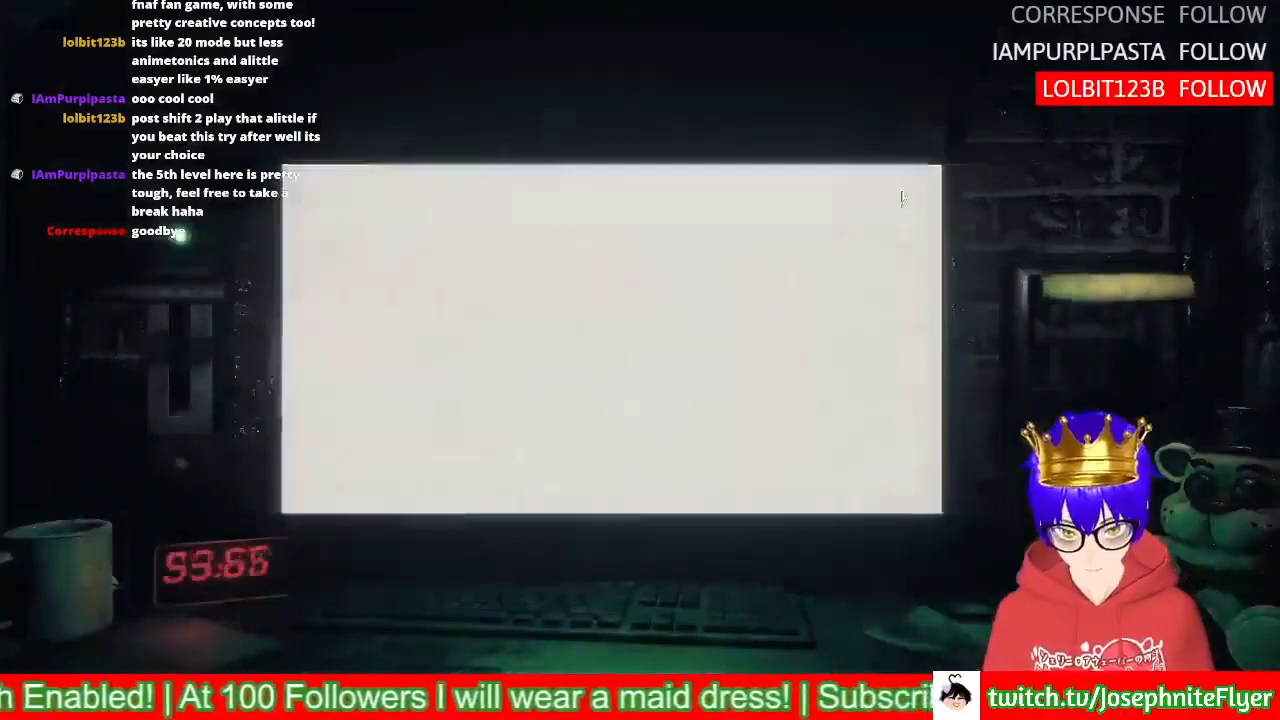 fnaf fan game, with some
pretty creative concepts too!
lolbit123b its like 20 mode but less
animetonics and alittle
easyer like 1% easyer
IAmPurplpasta ooo cool cool
lolbit123b post shift 2 play that alittle if
you beat this try after well its
your choice
IAmPurplpasta the 5th level here is pretty
tough, feel free to take a
break haha
Corresponse goodbye
CORRESPONSE FOLLOW
IAMPURPLPASTA FOLLOW
LOLBIT123B FOLLOW
h Enabled! | At 100 Followers I will wear a maid dress! | Subscri
twitch.tv/JosephniteFlyer